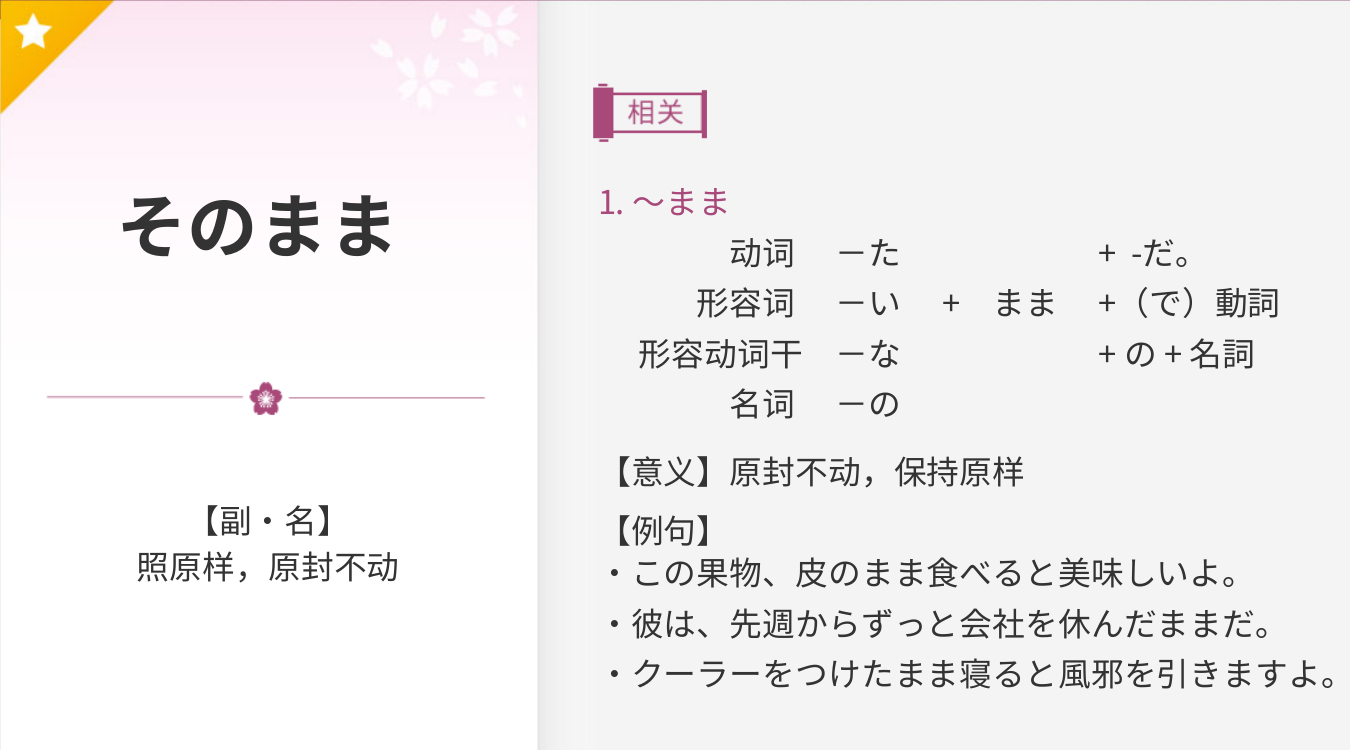 そのまま
【副・名】
照原样，原封不动
相关
1. ～まま
动词 －た + -だ。
形容词 －い + まま +（で）動詞
形容动词干 －な + の + 名詞
名词 －の
【意义】原封不动，保持原样
【例句】
・この果物、皮のまま食べると美味しいよ。
・彼は、先週からずっと会社を休んだままだ。
・クーラーをつけたまま寝ると風邪を引きますよ。